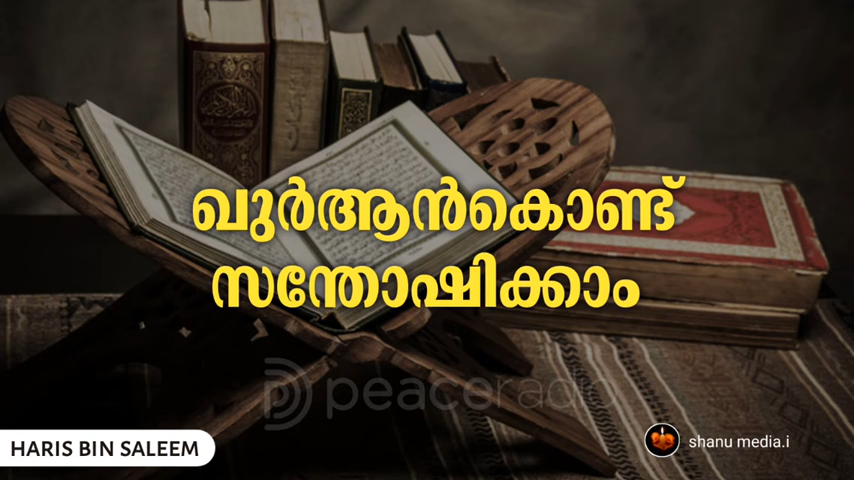 ഖുർആൻകൊണ്ട്
സന്തോഷിക്കാം
peaceradio
HARIS BIN SALEEM
shanu media.i